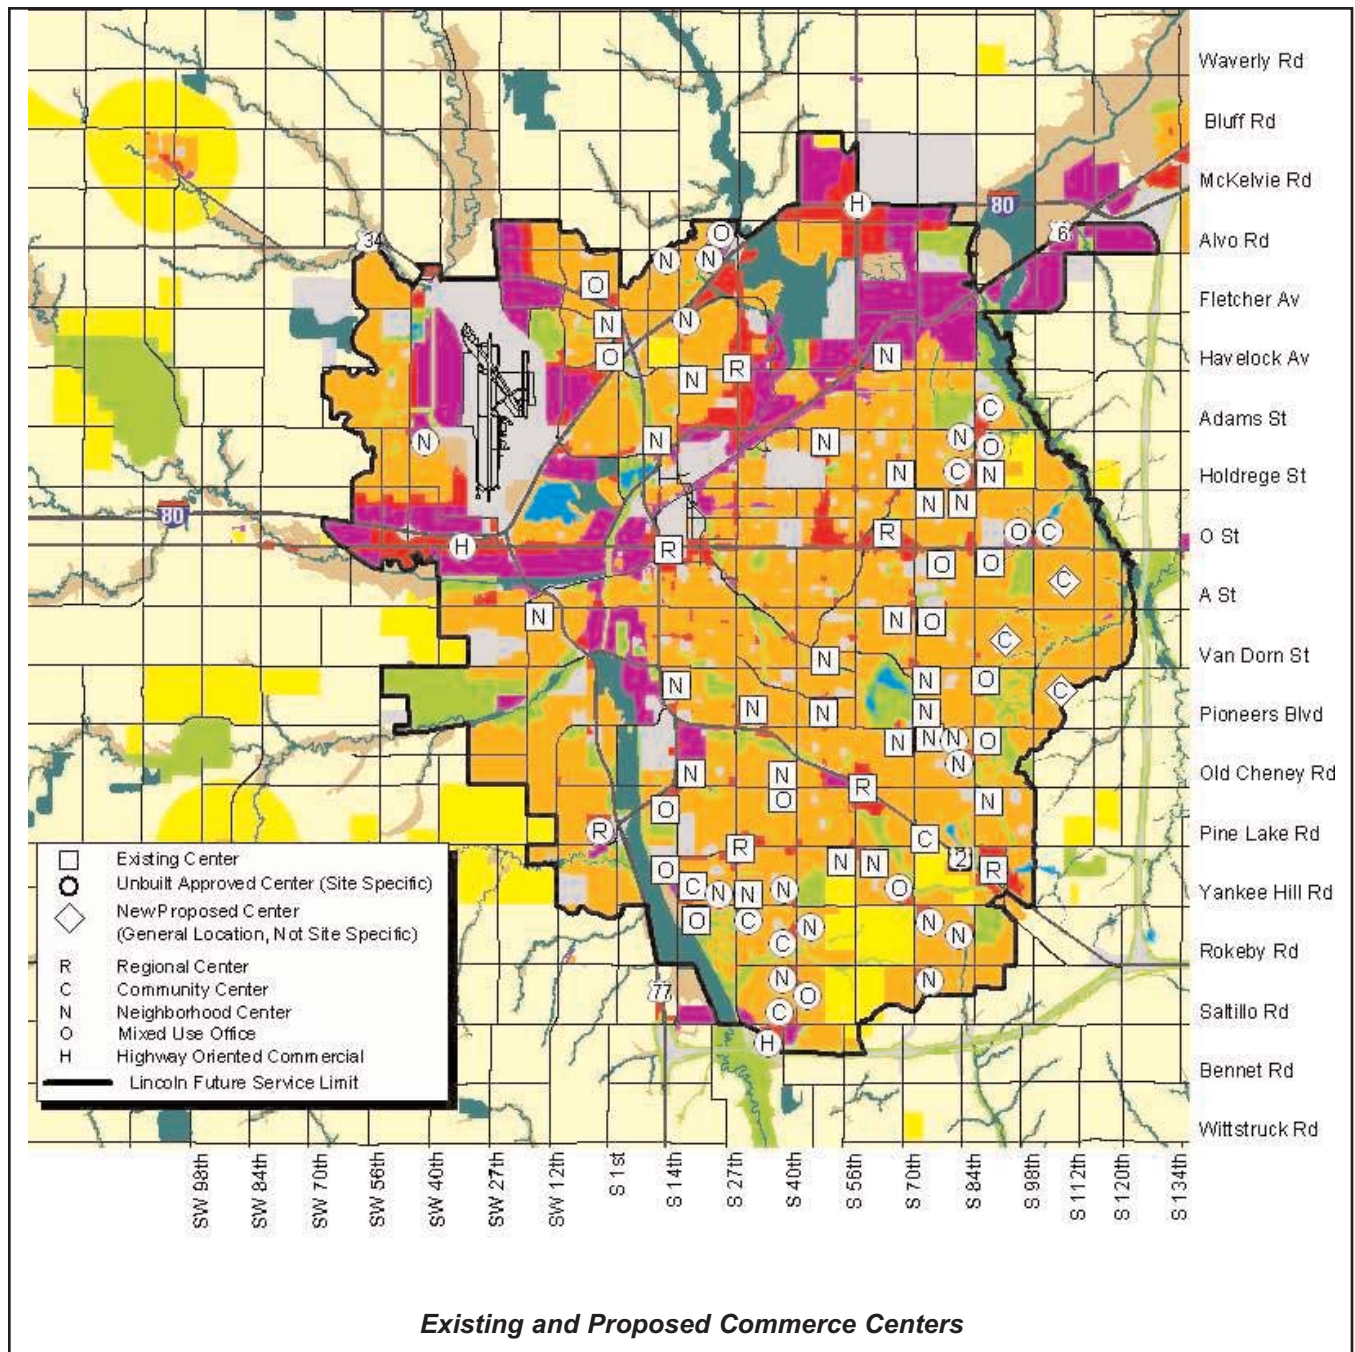 Waverly Rd
Bluff Rd
McKelvie Rd
80
H
O
6
Alvo Rd
34
N
N
O
Fletcher Av
N
N
O
N
Havelock Av
R
N
C
Adams St
N
N
N
N
O
N
C
N
Holdrege St
N
N
80
R
O
C
O St
H
R
O
O
C
A St
N
N
O
C
N
Van Dorn St
N
N
O
C
N
N
N
Pioneers Blvd
N
N
N
O
N
N
N
Old Cheney Rd
O
R
N
O
R
C
Pine Lake Rd
R
N
N
2
R
O
C
N
N
N
O
Yankee Hill Rd
O
C
N
N
N
C
Rokeby Rd
N
N
77
O
C
Saltillo Rd
H
Bennet Rd
Wittstruck Rd
Existing Center
Unbuilt Approved Center (Site Specific)
New Proposed Center
(General Location, Not Site Specific)
R Regional Center
C Community Center
N Neighborhood Center
O Mixed Use Office
H Highway Oriented Commercial
Lincoln Future Service Limit
SW 98th
SW 84th
SW 70th
SW 56th
SW 40th
SW 27th
SW 12th
S 1st
S 14th
S 27th
S 40th
S 56th
S 70th
S 84th
S 98th
S 112th
S 120th
S 134th
Existing and Proposed Commerce Centers